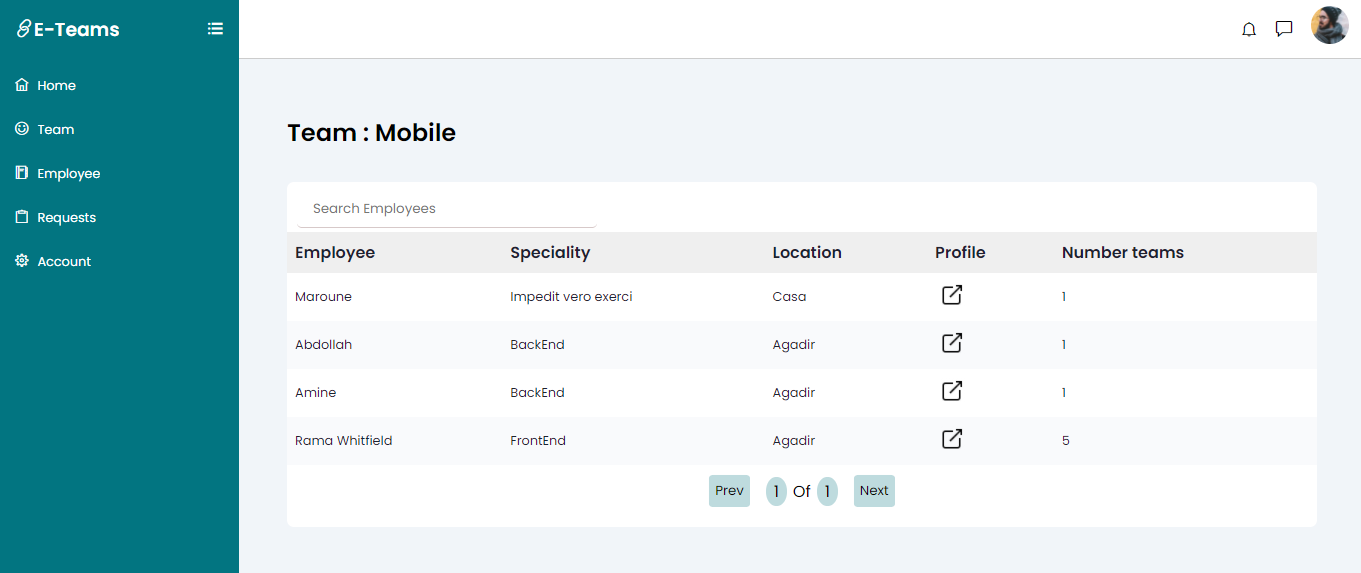 E-Teams
Home
Team
Employee
Requests
Account
Team : Mobile
Search Employees
Employee Speciality Location Profile Number teams
Maroune Impedit vero exerci Casa 1
Abdollah BackEnd Agadir 1
Amine BackEnd Agadir 1
Rama Whitfield FrontEnd Agadir 5
Prev 1 Of 1 Next